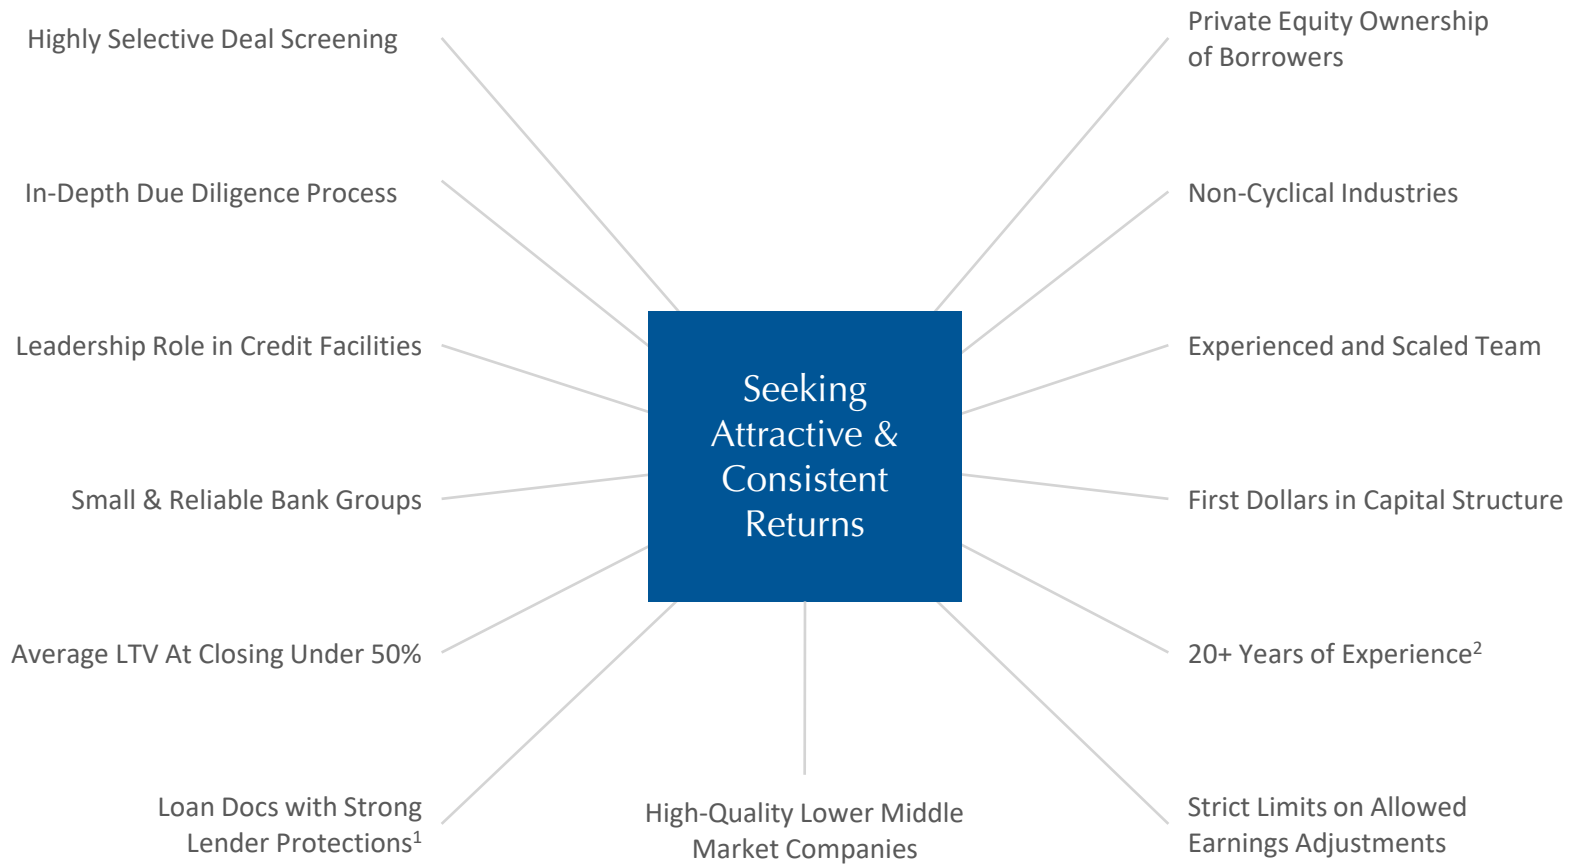 Highly Selective Deal Screening
In-Depth Due Diligence Process
Leadership Role in Credit Facilities
Small & Reliable Bank Groups
Average LTV At Closing Under 50%
Loan Docs with Strong
Lender Protections¹
Seeking
Attractive &
Consistent
Returns
High-Quality Lower Middle
Market Companies
Private Equity Ownership
of Borrowers
Non-Cyclical Industries
Experienced and Scaled Team
First Dollars in Capital Structure
20+ Years of Experience²
Strict Limits on Allowed
Earnings Adjustments